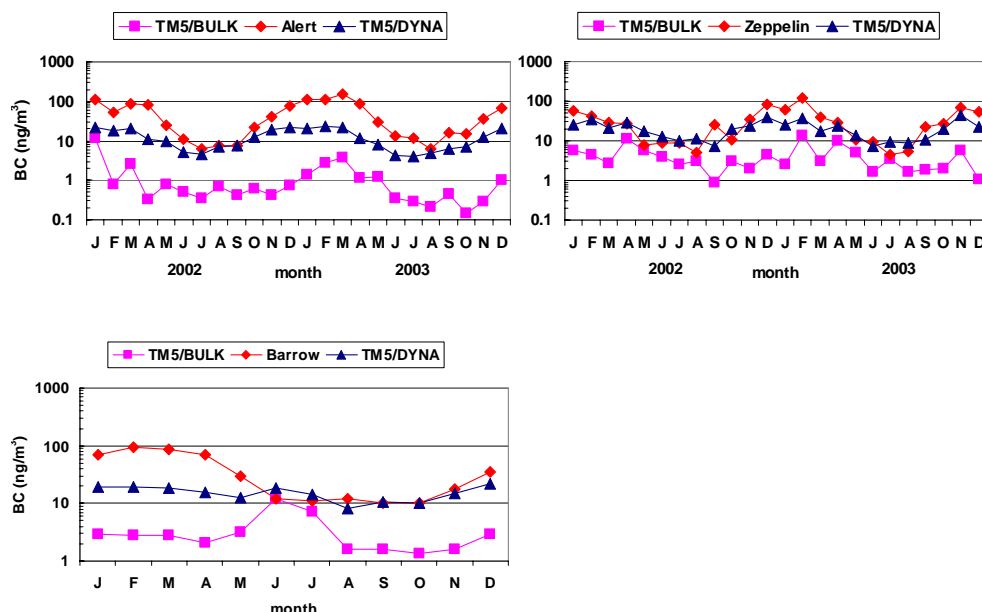 TM5/BULK Alert TM5/DYNA
BC (ng/m³)
1000
100
10
1
0.1
J F M A M J J A S O N D J F M A M J J A S O N D
2002 month 2003
TM5/BULK Zeppelin TM5/DYNA
BC (ng/m³)
1000
100
10
1
0.1
J F M A M J J A S O N D J F M A M J J A S O N D
2002 month 2003
TM5/BULK Barrow TM5/DYNA
BC (ng/m³)
1000
100
10
1
J F M A M J J A S O N D
month